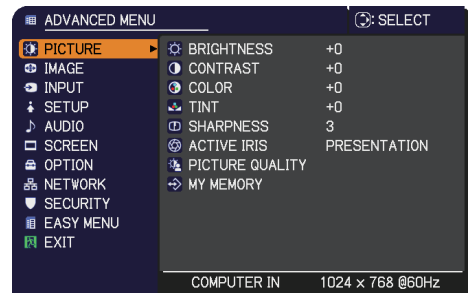 ADVANCED MENU : SELECT
PICTURE BRIGHTNESS +0
IMAGE CONTRAST +0
INPUT COLOR +0
SETUP TINT +0
AUDIO SHARPNESS 3
SCREEN ACTIVE IRIS PRESENTATION
OPTION PICTURE QUALITY
NETWORK MY MEMORY
SECURITY
EASY MENU
EXIT
COMPUTER IN 1024 x 768 @60Hz